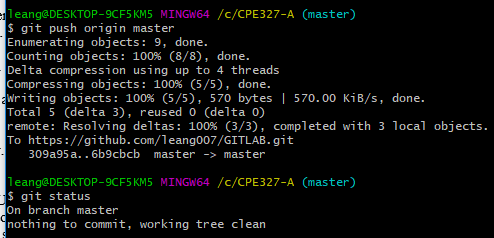 leang@DESKTOP-9CF5KM5 MINGW64 /c/CPE327-A (master)
$ git push origin master
Enumerating objects: 9, done.
Counting objects: 100% (8/8), done.
Delta compression using up to 4 threads
Compressing objects: 100% (5/5), done.
Writing objects: 100% (5/5), 570 bytes | 570.00 KiB/s, done.
Total 5 (delta 3), reused 0 (delta 0)
remote: Resolving deltas: 100% (3/3), completed with 3 local objects.
To https://github.com/leang007/GITLAB.git
   309a95a..6b9cbcb  master -> master

leang@DESKTOP-9CF5KM5 MINGW64 /c/CPE327-A (master)
$ git status
On branch master
nothing to commit, working tree clean